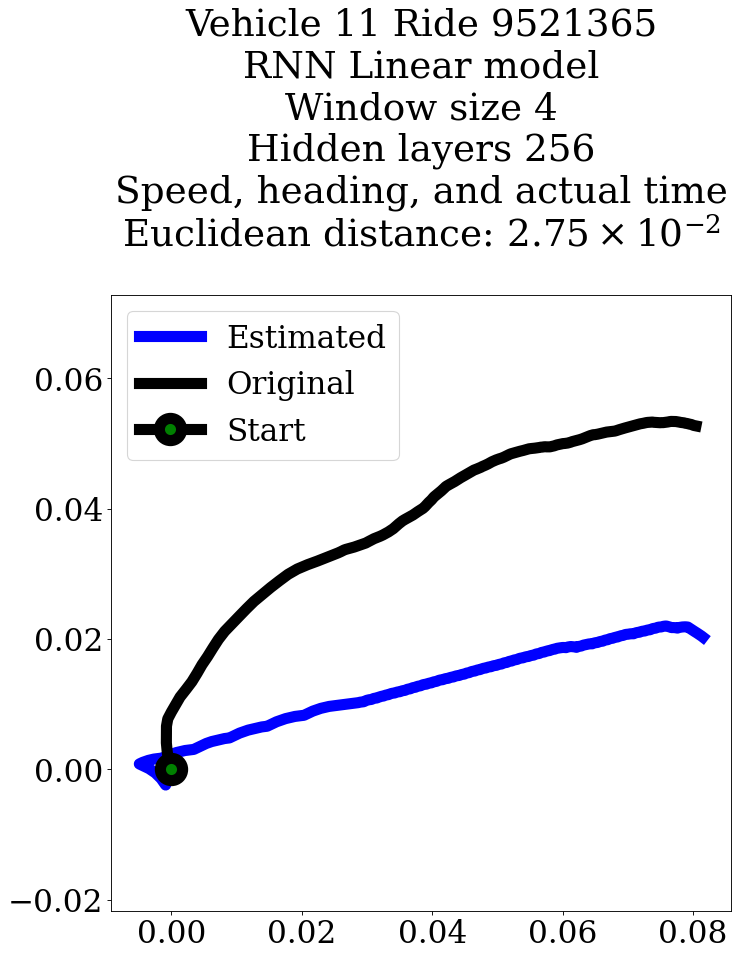 Vehicle 11 Ride 9521365
RNN Linear model
Window size 4
Hidden layers 256
Speed, heading, and actual time
Euclidean distance: 2.75 × 10⁻²
Estimated
Original
Start
0.06
0.04
0.02
0.00
−0.02
0.00 0.02 0.04 0.06 0.08